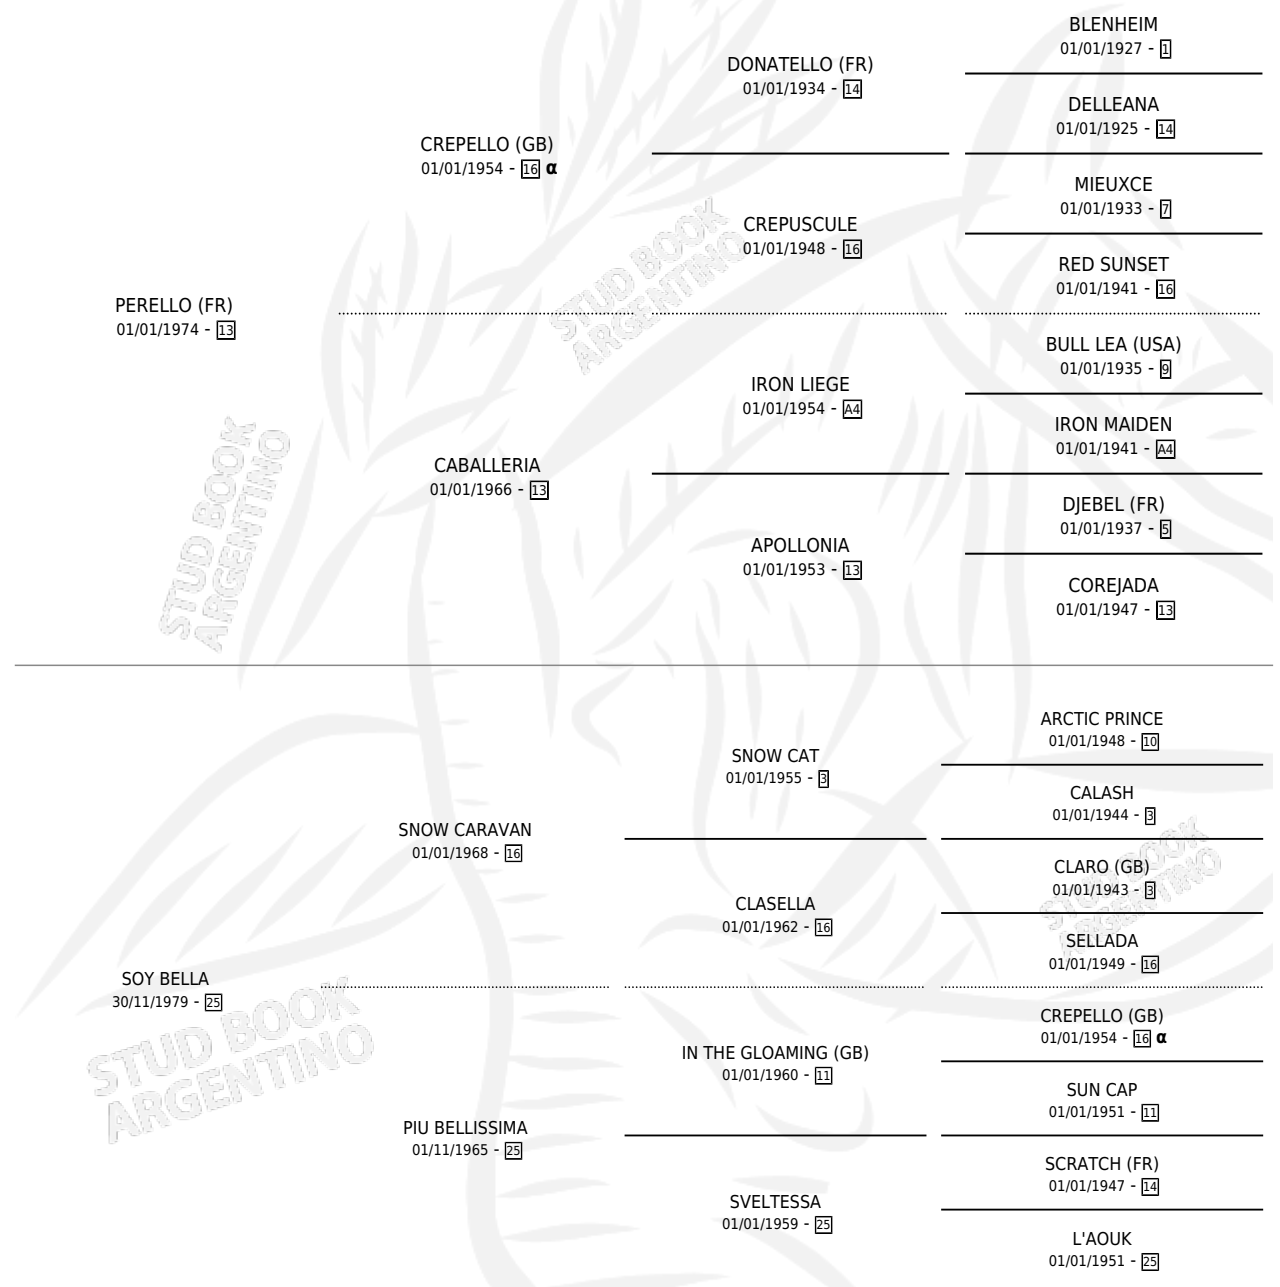 BLENHEIM
01/01/1927 - 1
DONATELLO (FR)
01/01/1934 - 14
DELLEANA
01/01/1925 - 14
CREPELLO (GB)
01/01/1954 - 16 α
MIEUXCE
01/01/1933 - 7
CREPUSCULE
01/01/1948 - 16
RED SUNSET
01/01/1941 - 16
PERELLO (FR)
01/01/1974 - 13
BULL LEA (USA)
01/01/1935 - 9
IRON LIEGE
01/01/1954 - A4
IRON MAIDEN
01/01/1941 - A4
CABALLERIA
01/01/1966 - 13
DJEBEL (FR)
01/01/1937 - 5
APOLLONIA
01/01/1953 - 13
COREJADA
01/01/1947 - 13
ARCTIC PRINCE
01/01/1948 - 10
SNOW CAT
01/01/1955 - 3
CALASH
01/01/1944 - 3
SNOW CARAVAN
01/01/1968 - 16
CLARO (GB)
01/01/1943 - 3
CLASELLA
01/01/1962 - 16
SELLADA
01/01/1949 - 16
SOY BELLA
30/11/1979 - 25
CREPELLO (GB)
01/01/1954 - 16 α
IN THE GLOAMING (GB)
01/01/1960 - 11
SUN CAP
01/01/1951 - 11
PIU BELLISSIMA
01/11/1965 - 25
SCRATCH (FR)
01/01/1947 - 14
SVELTESSA
01/01/1959 - 25
L'AOUK
01/01/1951 - 25
STUD BOOK
ARGENTINO
STUD BOOK
ARGENTINO
STUD BOOK
ARGENTINO
STUD BOOK
ARGENTINO